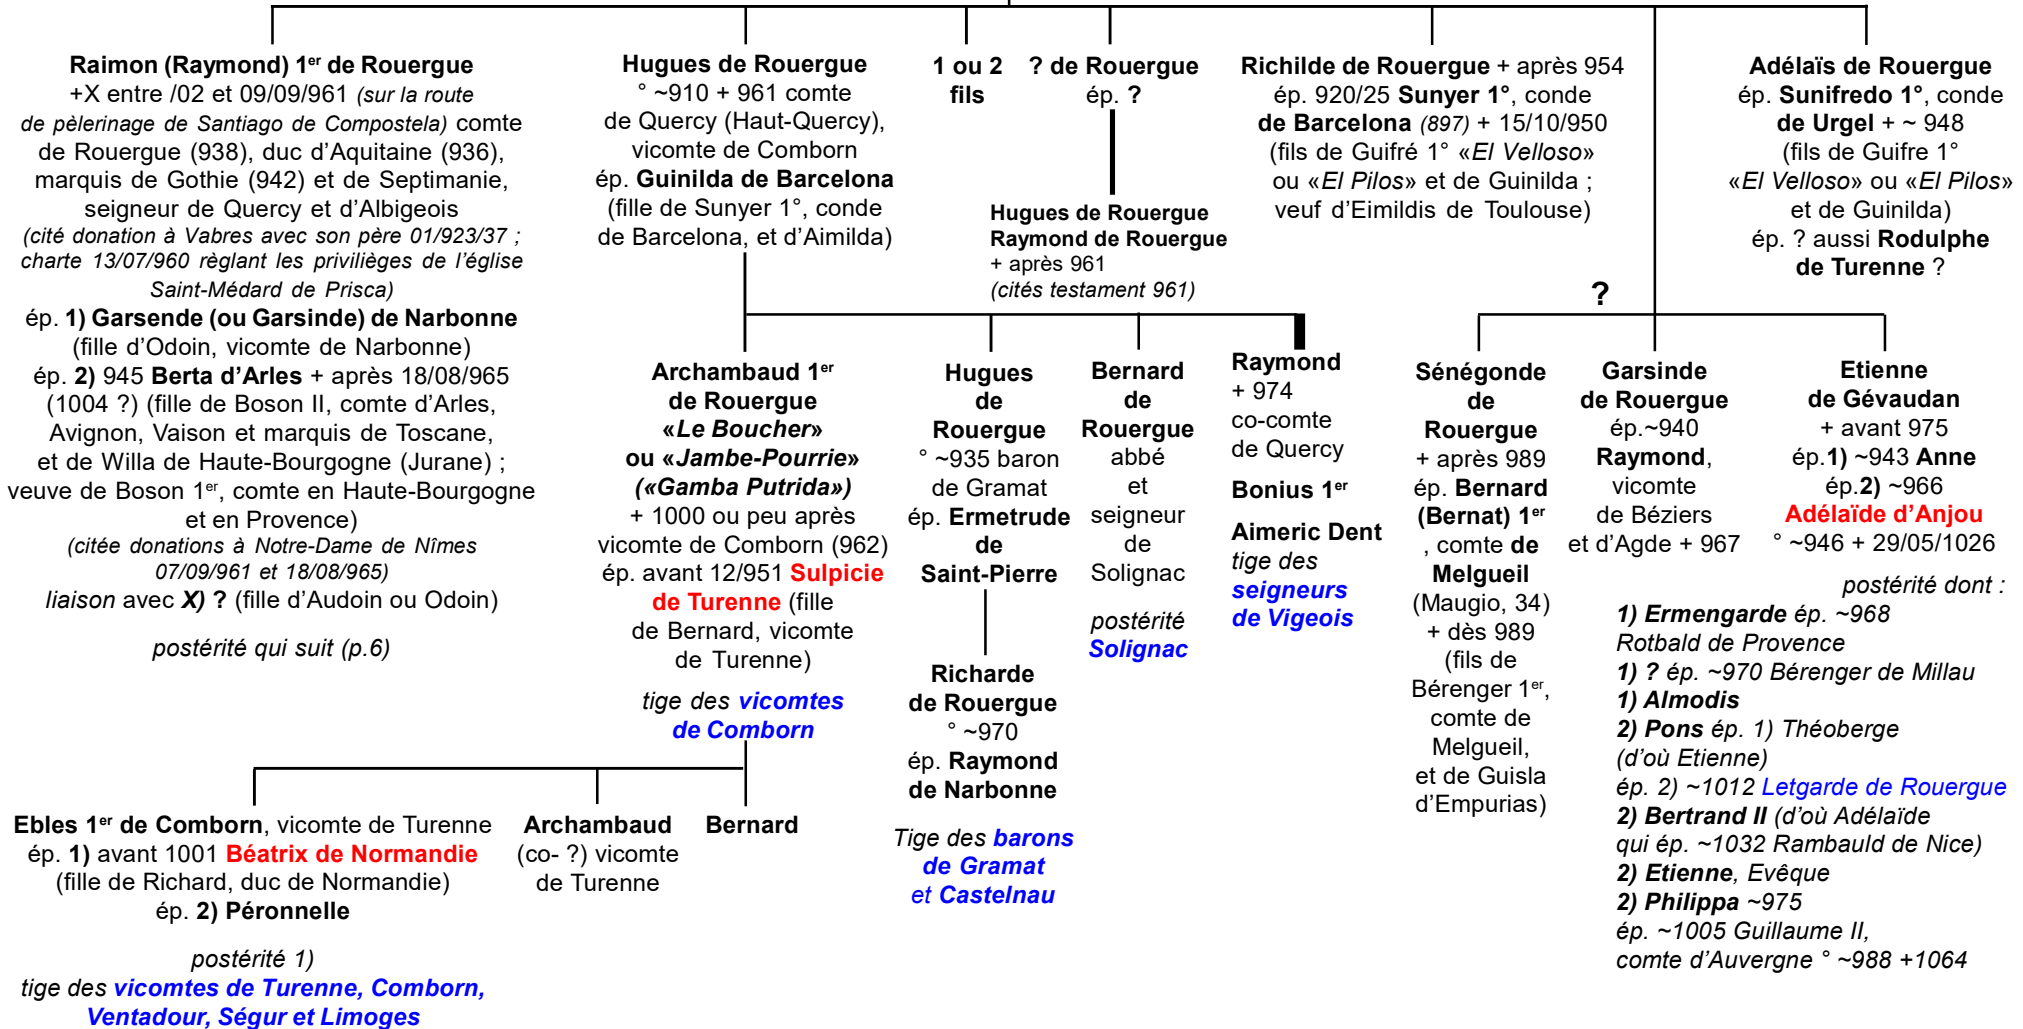 Raimon (Raymond) 1er de Rouergue
+X entre /02 et 09/09/961 (sur la route
de pèlerinage de Santiago de Compostela) comte
de Rouergue (938), duc d'Aquitaine (936),
marquis de Gothie (942) et de Septimanie,
seigneur de Quercy et d'Albigeois
(cité donation à Vabres avec son père 01/923/37 ;
charte 13/07/960 règlant les privilièges de l'église
Saint-Médard de Prisca)
ép. 1) Garsende (ou Garsinde) de Narbonne
(fille d'Odoin, vicomte de Narbonne)
ép. 2) 945 Berta d'Arles + après 18/08/965
(1004 ?) (fille de Boson II, comte d'Arles,
Avignon, Vaison et marquis de Toscane,
et de Willa de Haute-Bourgogne (Jurane) ;
veuve de Boson 1er, comte en Haute-Bourgogne
et en Provence)
(citée donations à Notre-Dame de Nîmes
07/09/961 et 18/08/965)
liaison avec X) ? (fille d'Audoin ou Odoin)
postérité qui suit (p.6)
Hugues de Rouergue
° ~910 + 961 comte
de Quercy (Haut-Quercy),
vicomte de Comborn
ép. Guinilda de Barcelona
(fille de Sunyer 1°, conde
de Barcelona, et d'Aimilda)
1 ou 2
fils
? de Rouergue
ép. ?
Hugues de Rouergue
Raymond de Rouergue
+ après 961
(cités testament 961)
Richilde de Rouergue + après 954
ép. 920/25 Sunyer 1°, conde
de Barcelona (897) + 15/10/950
(fils de Guifré 1° «El Velloso»
ou «El Pilos» et de Guinilda ;
veuf d'Eimildis de Toulouse)
Adélaïs de Rouergue
ép. Sunifredo 1°, conde
de Urgel + ~ 948
(fils de Guifre 1°
«El Velloso» ou «El Pilos»
et de Guinilda)
ép. ? aussi Rodulphe
de Turenne ?
?
Archambaud 1er
de Rouergue
«Le Boucher»
ou «Jambe-Pourrie»
(«Gamba Putrida»)
+ 1000 ou peu après
vicomte de Comborn (962)
ép. avant 12/951 Sulpicie
de Turenne (fille
de Bernard, vicomte
de Turenne)
tige des vicomtes
de Comborn
Hugues
de
Rouergue
° ~935 baron
de Gramat
ép. Ermetrude
de
Saint-Pierre
Richarde
de Rouergue
° ~970
ép. Raymond
de Narbonne
Tige des barons
de Gramat
et Castelnau
Bernard
de
Rouergue
abbé
et
seigneur
de
Solignac
postérité
Solignac
Raymond
+ 974
co-comte
de Quercy
Bonius 1er
Aimeric Dent
tige des
seigneurs
de Vigeois
Sénégonde
de
Rouergue
+ après 989
ép. Bernard
(Bernat) 1er
, comte de
Melgueil
(Maugio, 34)
+ dès 989
(fils de
Bérenger 1er,
comte de
Melgueil,
et de Guisla
d'Empurias)
Garsinde
de Rouergue
ép.~940
Raymond,
vicomte
de Béziers
et d'Agde + 967
Etienne
de Gévaudan
+ avant 975
ép.1) ~943 Anne
ép.2) ~966
Adélaïde d'Anjou
° ~946 + 29/05/1026
postérité dont :
1) Ermengarde ép. ~968
Rotbald de Provence
1) ? ép. ~970 Bérenger de Millau
1) Almodis
2) Pons ép. 1) Théoberge
(d'où Etienne)
ép. 2) ~1012 Letgarde de Rouergue
2) Bertrand II (d'où Adélaïde
qui ép. ~1032 Rambauld de Nice)
2) Etienne, Evêque
2) Philippa ~975
ép. ~1005 Guillaume II,
comte d'Auvergne ° ~988 +1064
Ebles 1er de Comborn, vicomte de Turenne
ép. 1) avant 1001 Béatrix de Normandie
(fille de Richard, duc de Normandie)
ép. 2) Péronnelle
postérité 1)
tige des vicomtes de Turenne, Comborn,
Ventadour, Ségur et Limoges
Archambaud
(co- ?) vicomte
de Turenne
Bernard